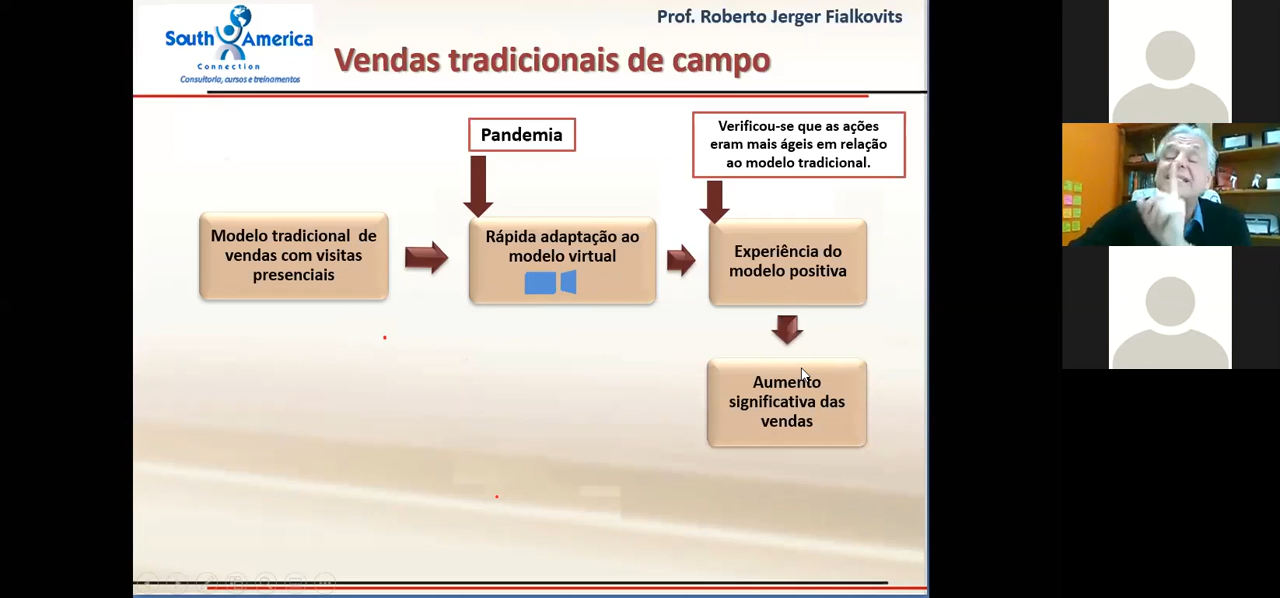 Prof. Roberto Jerger Fialkovits
South America
Connection
Consultoria, cursos e treinamentos
Vendas tradicionais de campo
Pandemia
Verificou-se que as ações
eram mais ágeis em relação
ao modelo tradicional.
Modelo tradicional de
vendas com visitas
presenciais
Rápida adaptação ao
modelo virtual
Experiência do
modelo positiva
Aumento
significativa das
vendas